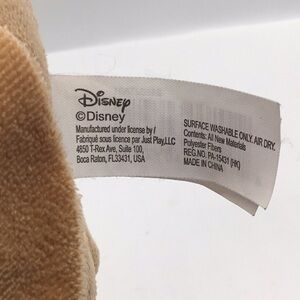 Disney
©Disney
Manufactured under license by /
Fabriqué sous licence par Just Play,LLC
4850 T-Rex Ave, Suite 100,
Boca Raton, FL33431, USA
SURFACE WASHABLE ONLY. AIR DRY.
Contents: All New Materials
Polyester Fibers
REG.NO. PA-15431 (HK)
MADE IN CHINA